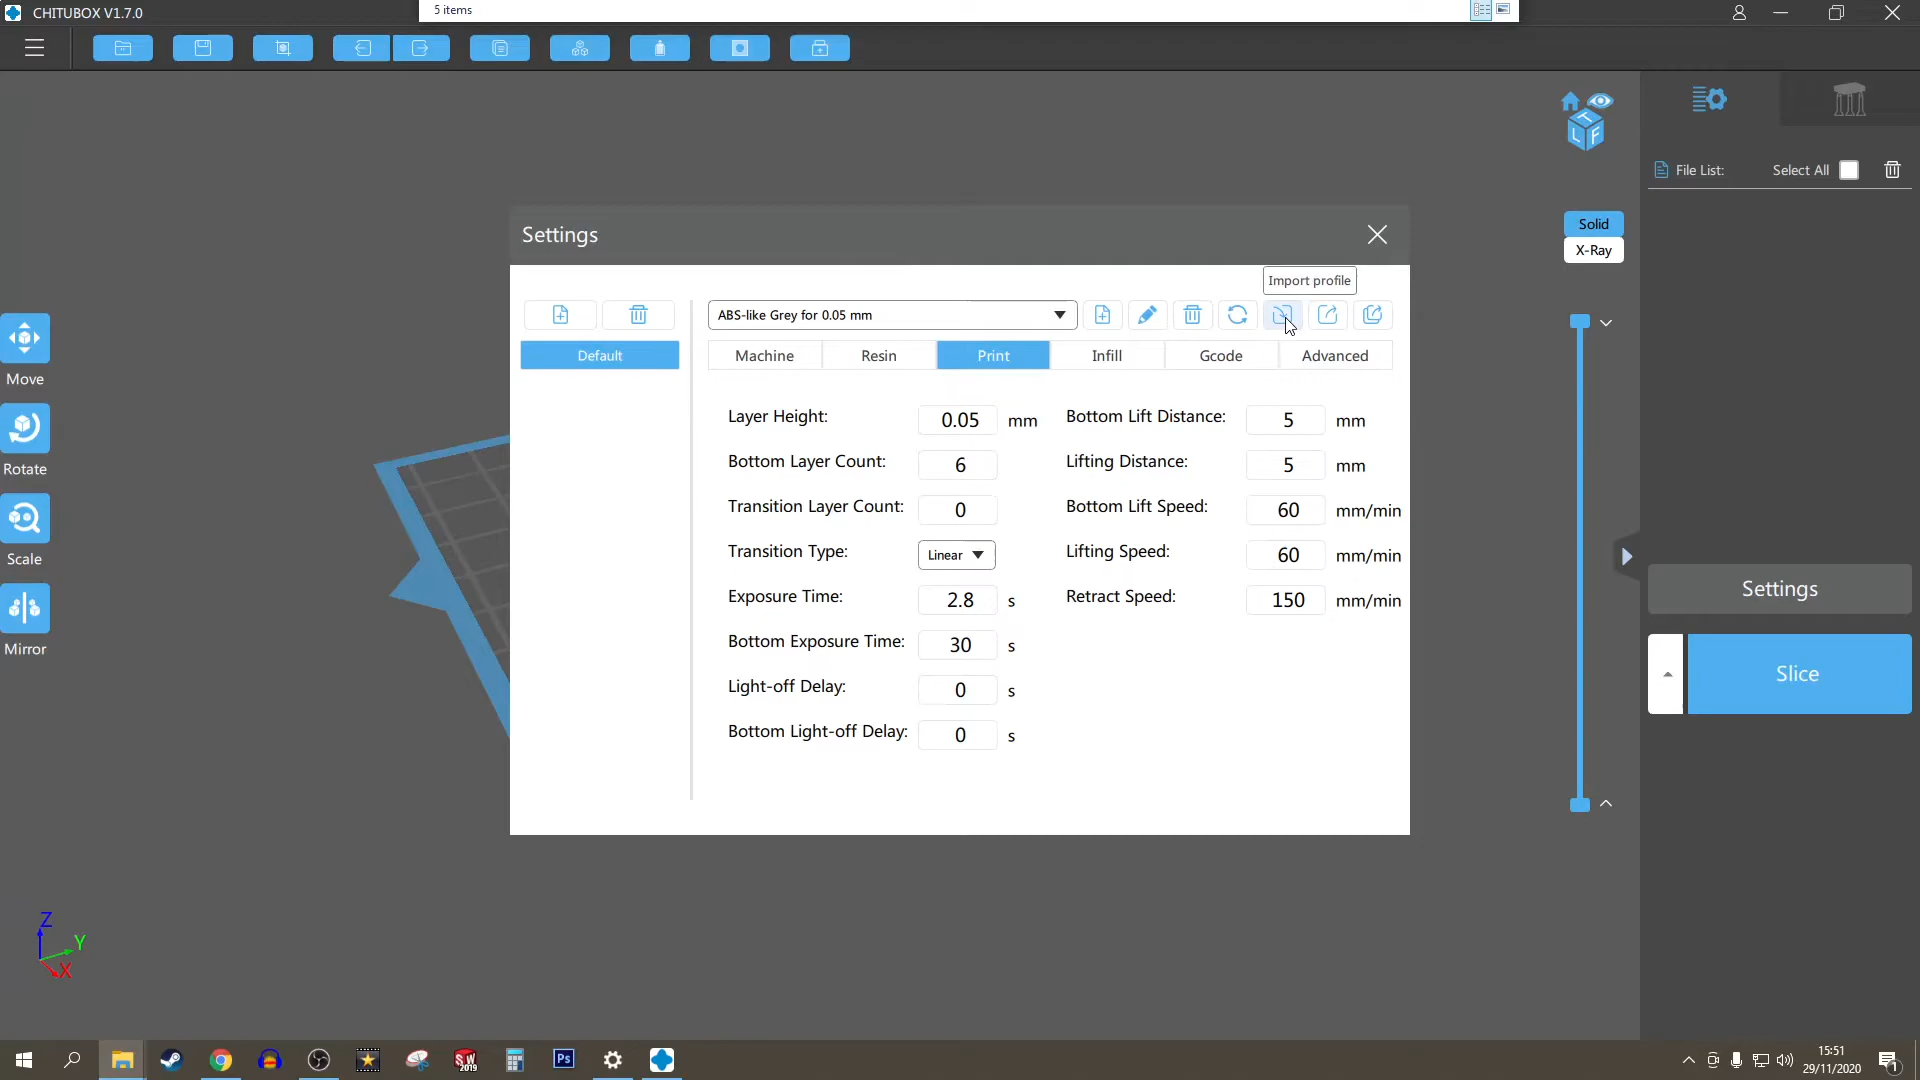 CHITUBOX V1.7.0
5 items
File List:
Select All
Solid
X-Ray
Settings
Import profile
ABS-like Grey for 0.05 mm
Default
Machine
Resin
Print
Infill
Gcode
Advanced
Layer Height: 0.05 mm
Bottom Lift Distance: 5 mm
Bottom Layer Count: 6
Lifting Distance: 5 mm
Transition Layer Count: 0
Bottom Lift Speed: 60 mm/min
Transition Type: Linear
Lifting Speed: 60 mm/min
Exposure Time: 2.8 s
Retract Speed: 150 mm/min
Bottom Exposure Time: 30 s
Light-off Delay: 0 s
Bottom Light-off Delay: 0 s
Move
Rotate
Scale
Mirror
Settings
Slice
T
L F
Z
Y
X
SW
2019
Ps
15:51
29/11/2020
1